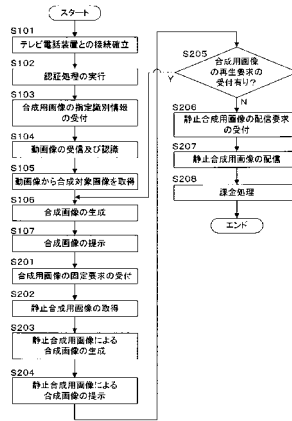 スタート
S101
テレビ電話装置との接続確立
S102
認証処理の実行
S103
合成用画像の指定識別情報
の受付
S104
動画像の受信及び認識
S105
動画像から合成対象画像を取得
S106
合成画像の生成
S107
合成画像の提示
S201
合成用画像の固定要求の受付
S202
静止合成用画像の取得
S203
静止合成用画像による
合成画像の生成
S204
静止合成用画像による
合成画像の提示
S205
合成用画像
の再生要求の
受付有り?
Y
N
S206
静止合成用画像の配信要求
の受付
S207
静止合成用画像の配信
S208
課金処理
エンド